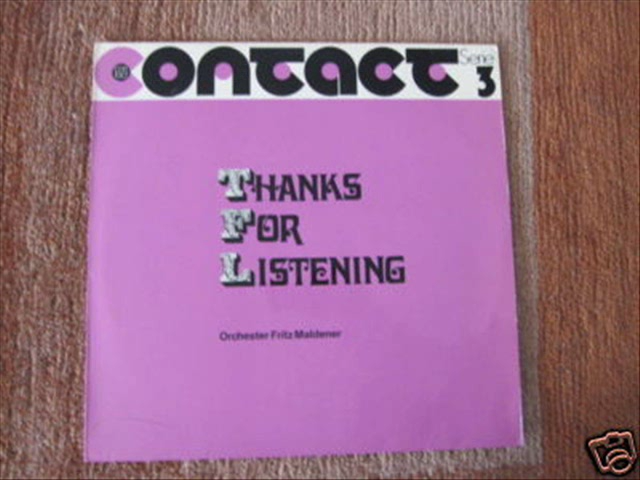 CONTACT
Serie
3
THANKS
FOR
LISTENING
Orchester Fritz Maldener